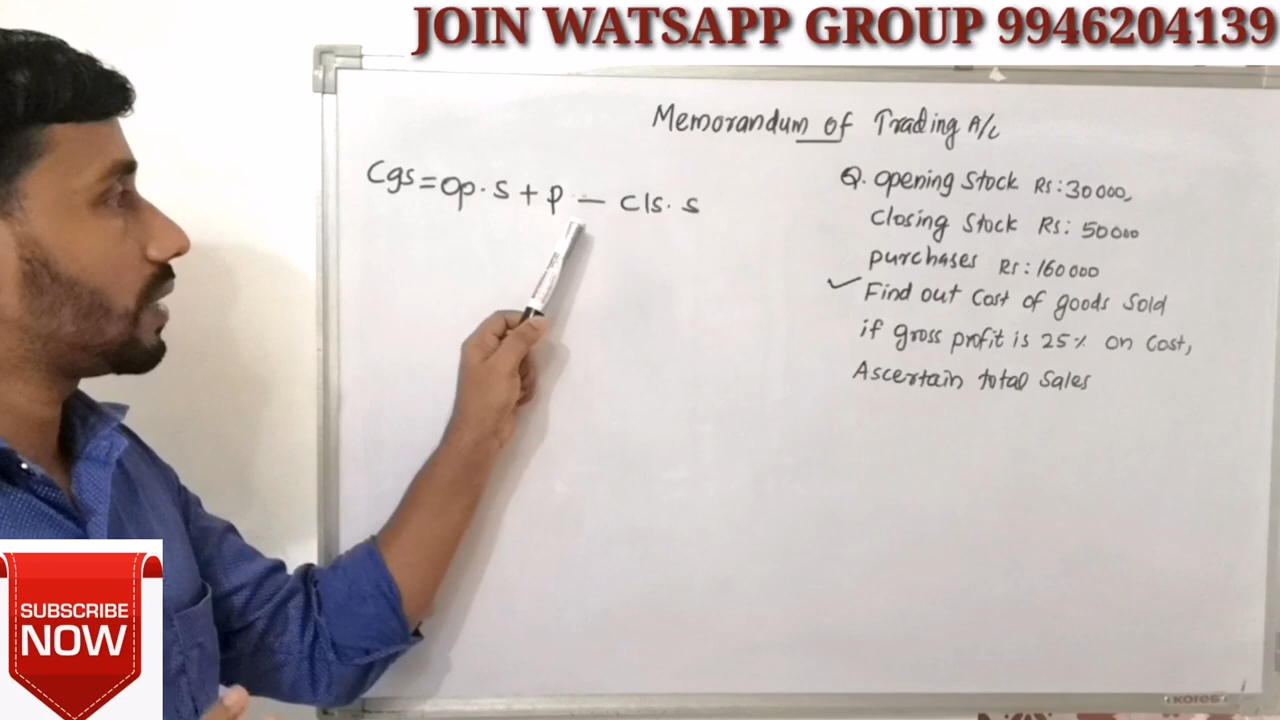 JOIN WATSAPP GROUP 9946204139
Memorandum of Trading A/c
Cgs = Op. S + P - Cls. S
Q. Opening Stock Rs: 30000,
Closing Stock Rs: 50000
purchases Rs: 160000
✓ Find out Cost of goods Sold
if gross profit is 25% on Cost,
Ascertain total Sales
SUBSCRIBE
NOW
KORES